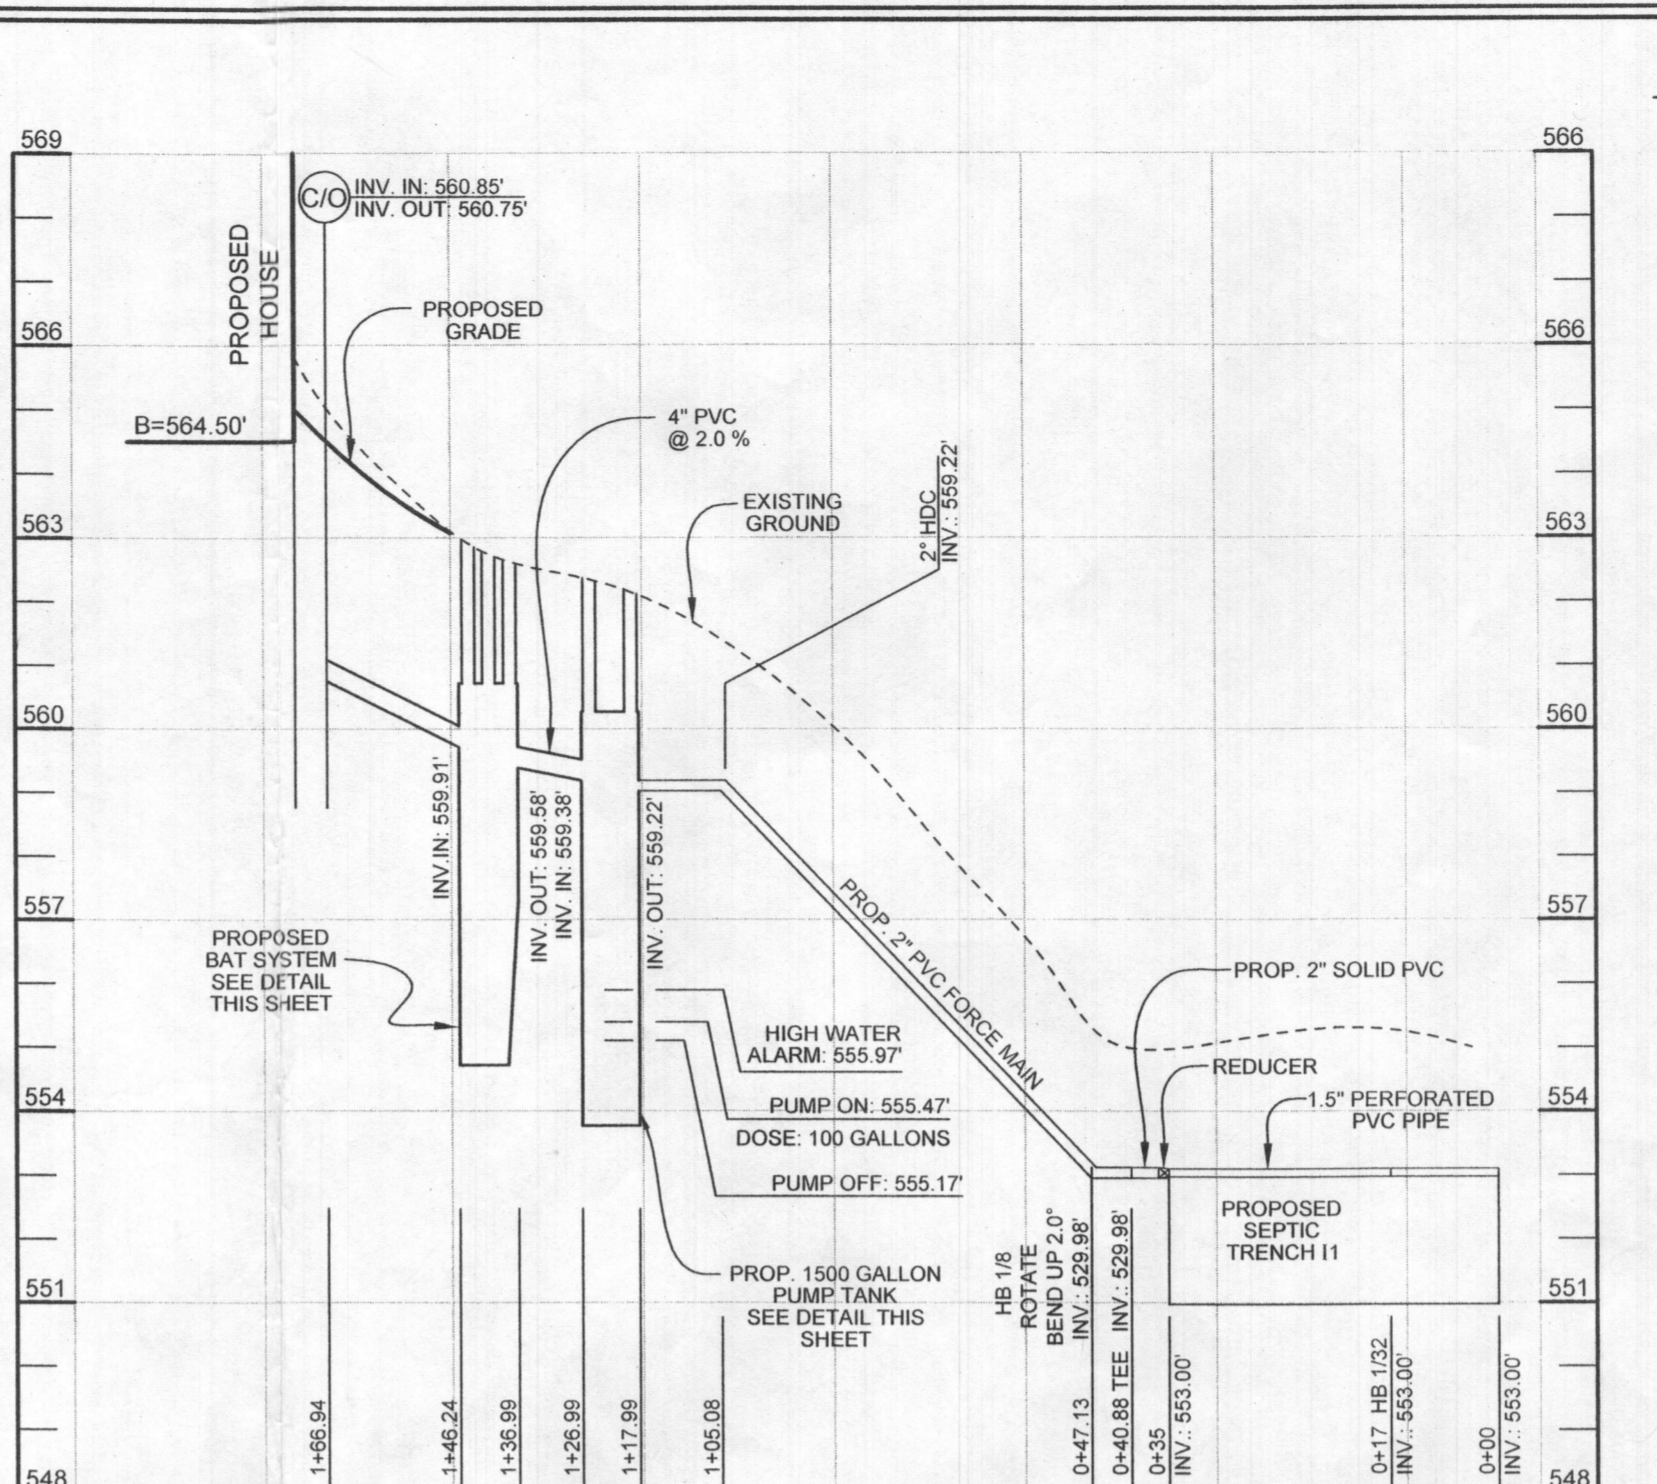 569
566
563
560
557
554
551
548
566
566
563
560
557
554
551
548
C/O
INV. IN: 560.85'
INV. OUT: 560.75'
PROPOSED
HOUSE
PROPOSED
GRADE
B=564.50'
4" PVC
@ 2.0 %
EXISTING
GROUND
2° HDC
INV.: 559.22'
INV.IN: 559.91'
INV. OUT: 559.58'
INV. IN: 559.38'
INV. OUT: 559.22'
PROPOSED
BAT SYSTEM
SEE DETAIL
THIS SHEET
PROP. 2" PVC FORCE MAIN
HIGH WATER
ALARM: 555.97'
PUMP ON: 555.47'
DOSE: 100 GALLONS
PUMP OFF: 555.17'
PROP. 1500 GALLON
PUMP TANK
SEE DETAIL THIS
SHEET
PROP. 2" SOLID PVC
REDUCER
1.5" PERFORATED
PVC PIPE
PROPOSED
SEPTIC
TRENCH I1
HB 1/8
ROTATE
BEND UP 2.0°
INV.: 529.98'
INV.: 529.98'
1+66.94
1+46.24
1+36.99
1+26.99
1+17.99
1+05.08
0+47.13
0+40.88 TEE
0+35
INV.: 553.00'
0+17 HB 1/32
INV.: 553.00'
0+00
INV.: 553.00'